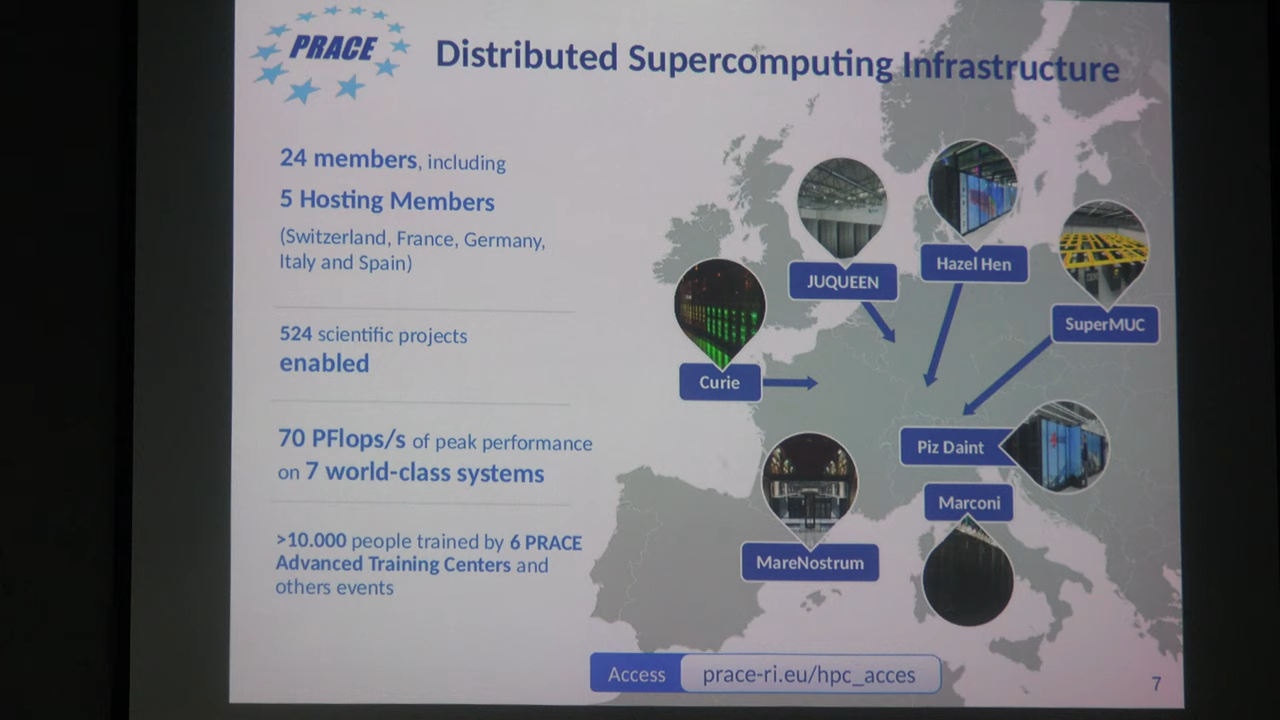 PRACE
Distributed Supercomputing Infrastructure
24 members, including
5 Hosting Members
(Switzerland, France, Germany,
Italy and Spain)
524 scientific projects
enabled
70 PFlops/s of peak performance
on 7 world-class systems
>10.000 people trained by 6 PRACE
Advanced Training Centers and
others events
JUQUEEN
Hazel Hen
SuperMUC
Curie
Piz Daint
Marconi
MareNostrum
Access prace-ri.eu/hpc_acces
7